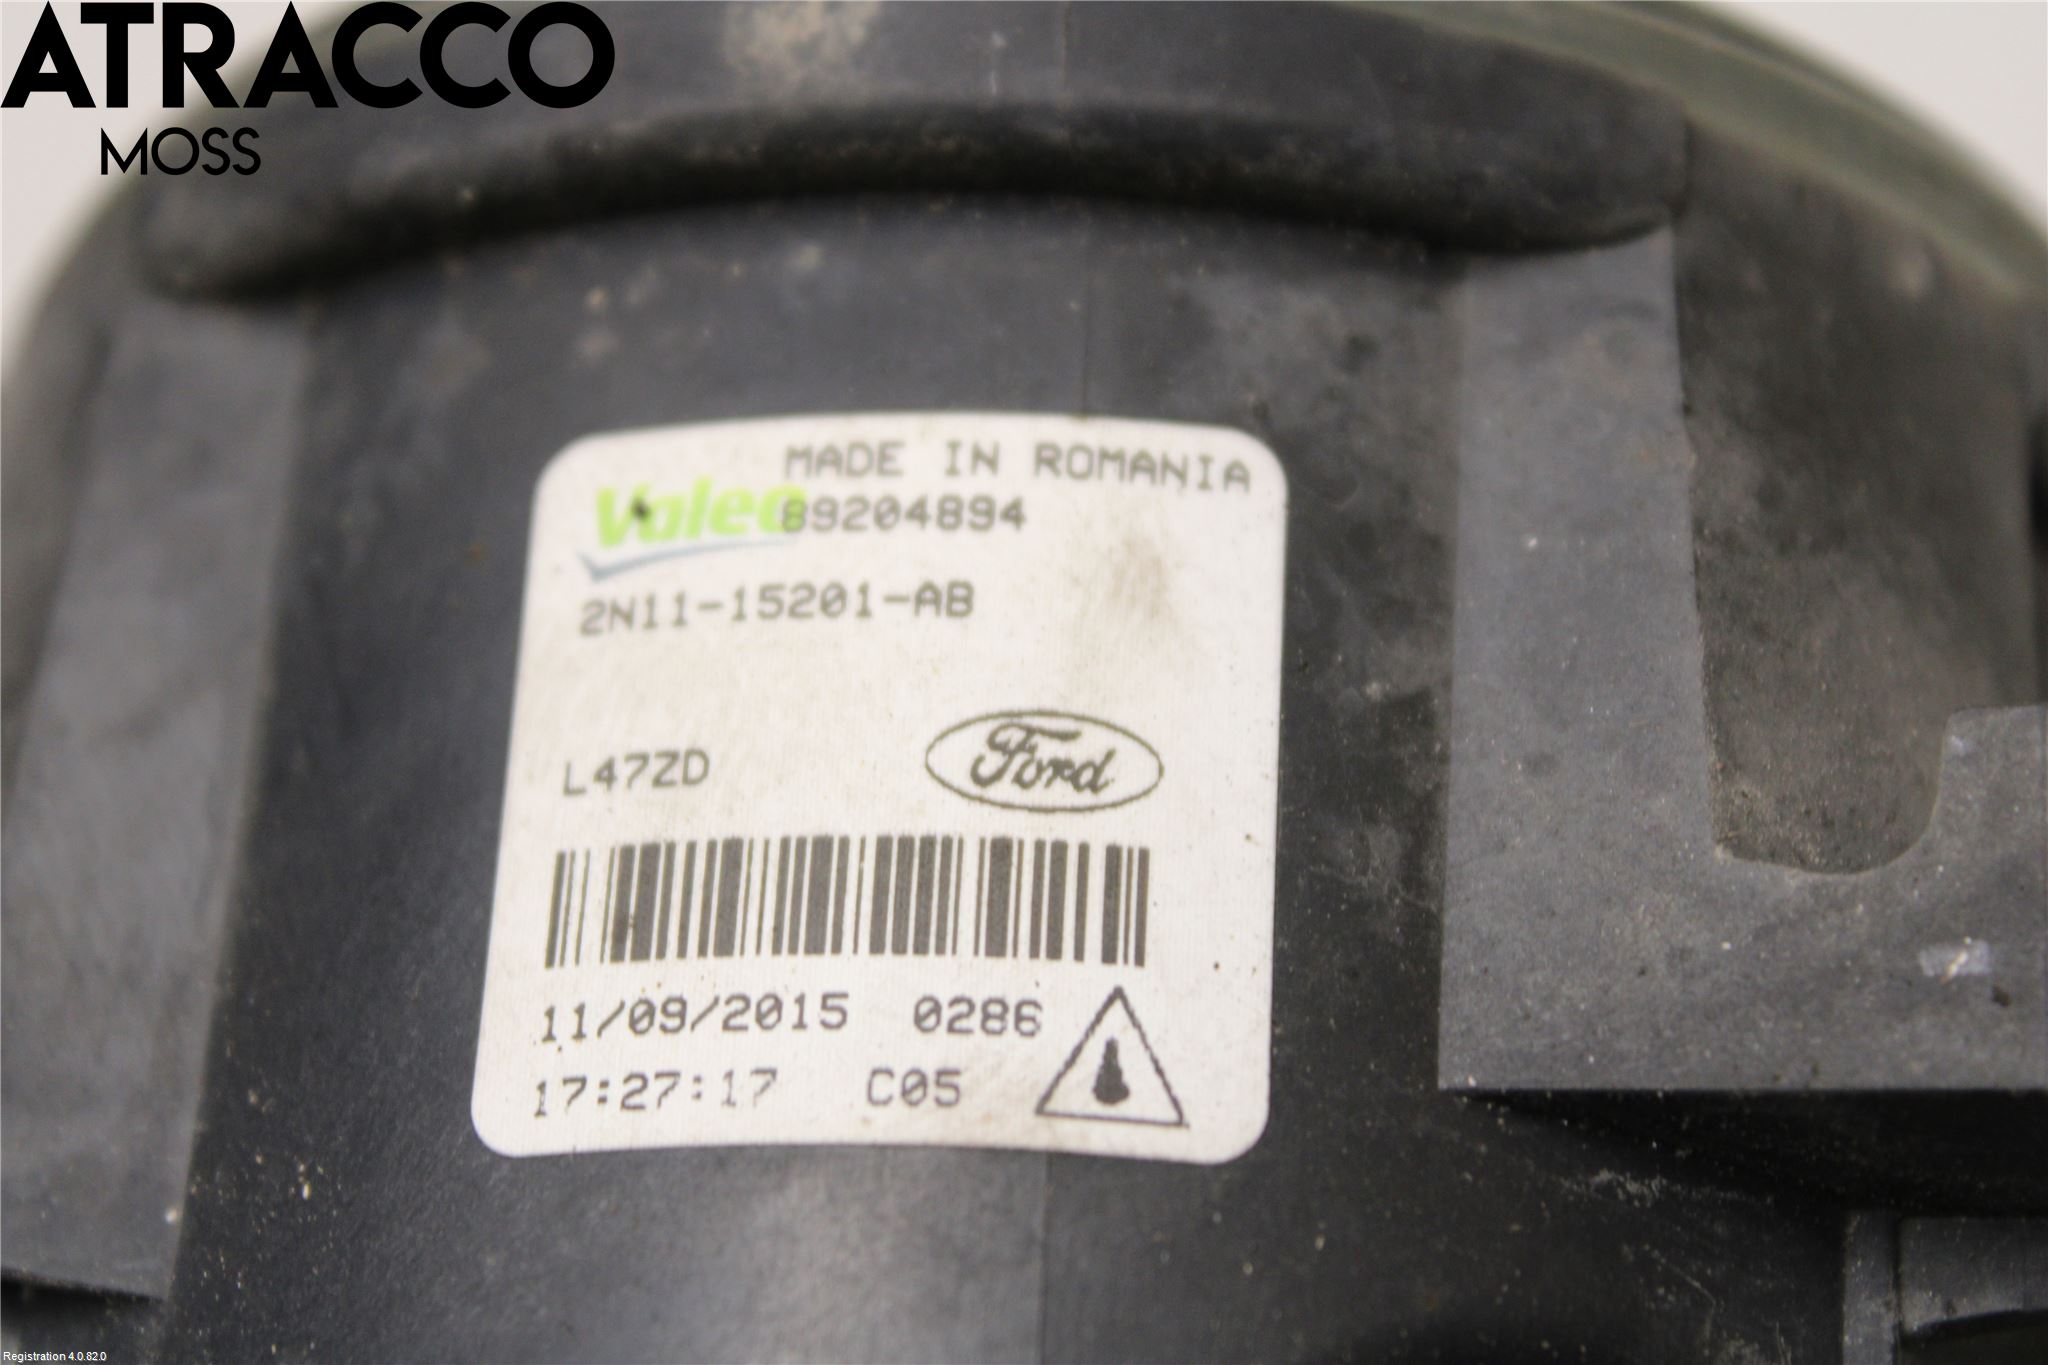 ATRACCO
MOSS
MADE IN ROMANIA
Valeo 89204894
2N11-15201-AB
L47ZD
Ford
11/09/2015 0286
17:27:17 C05
Registration 4.0.82.0